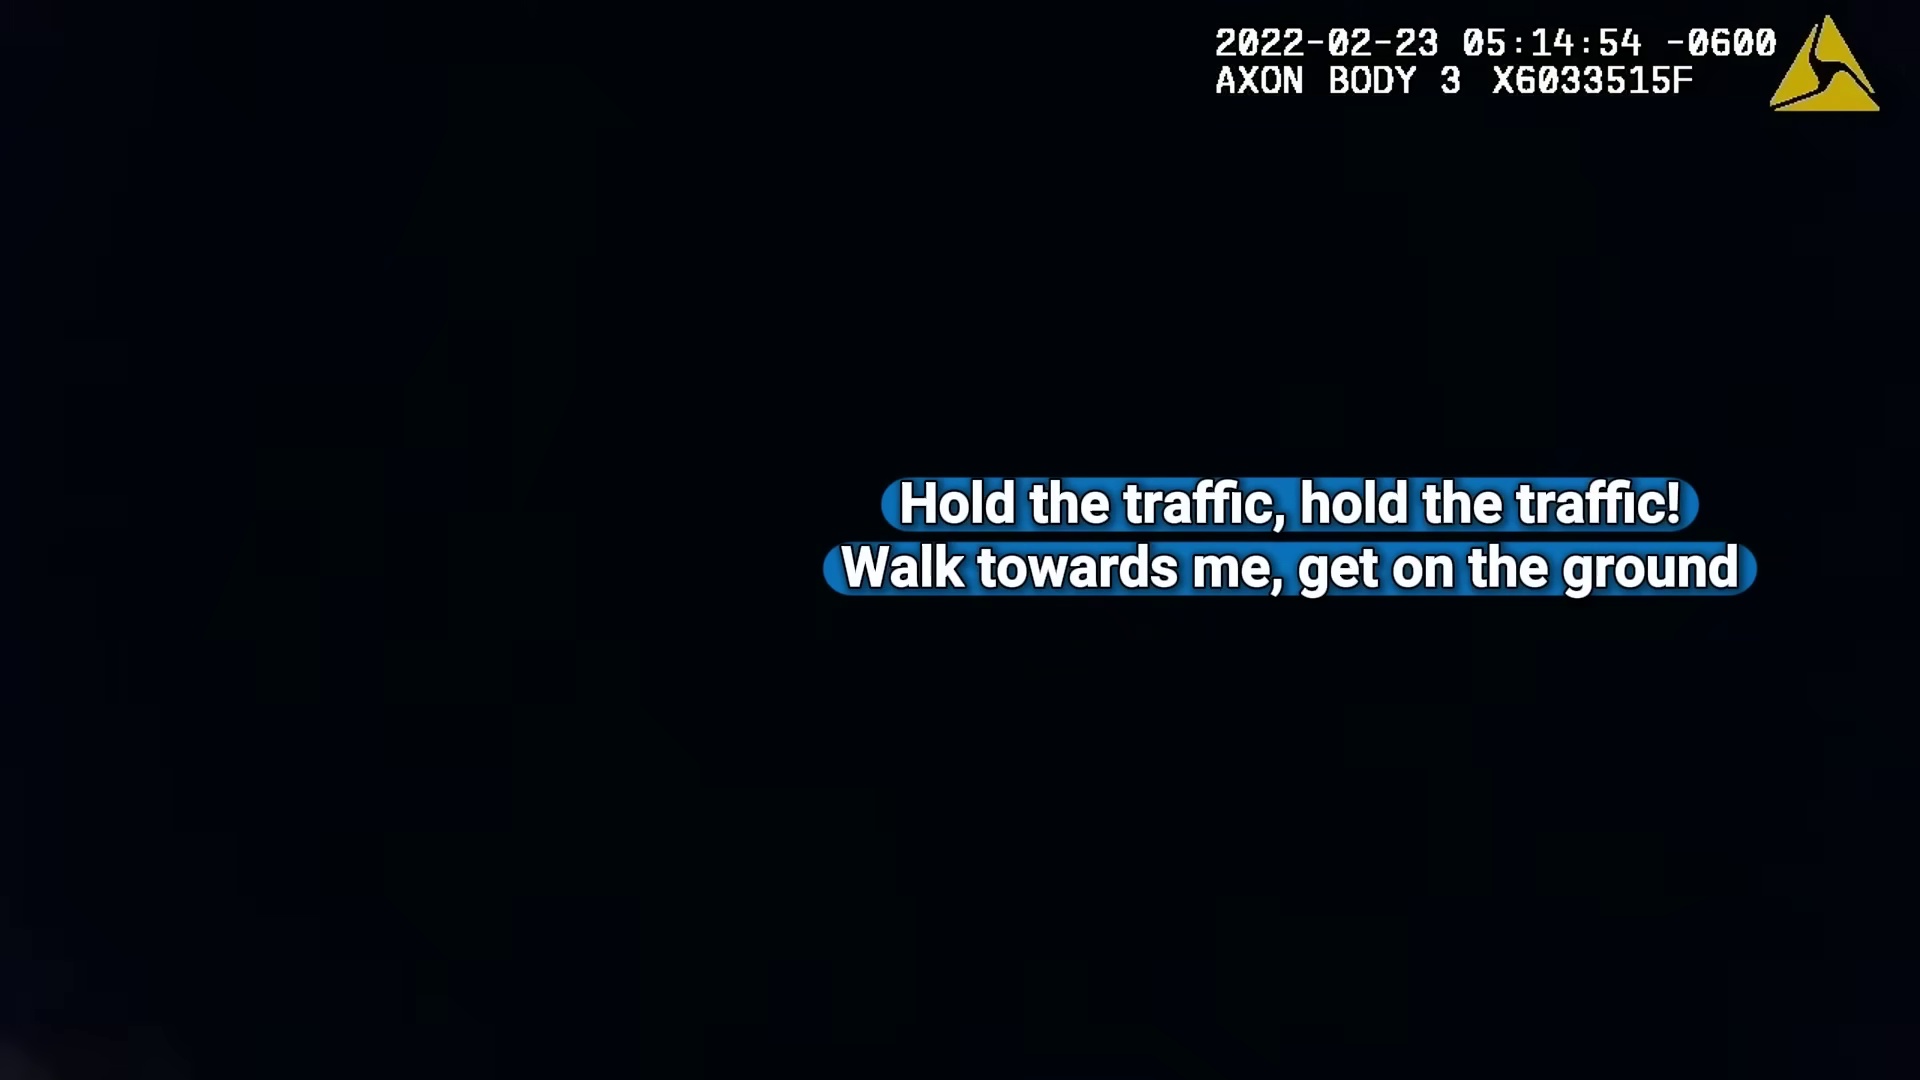 2022-02-23 05:14:54 -0600
AXON BODY 3 X6033515F
Hold the traffic, hold the traffic!
Walk towards me, get on the ground